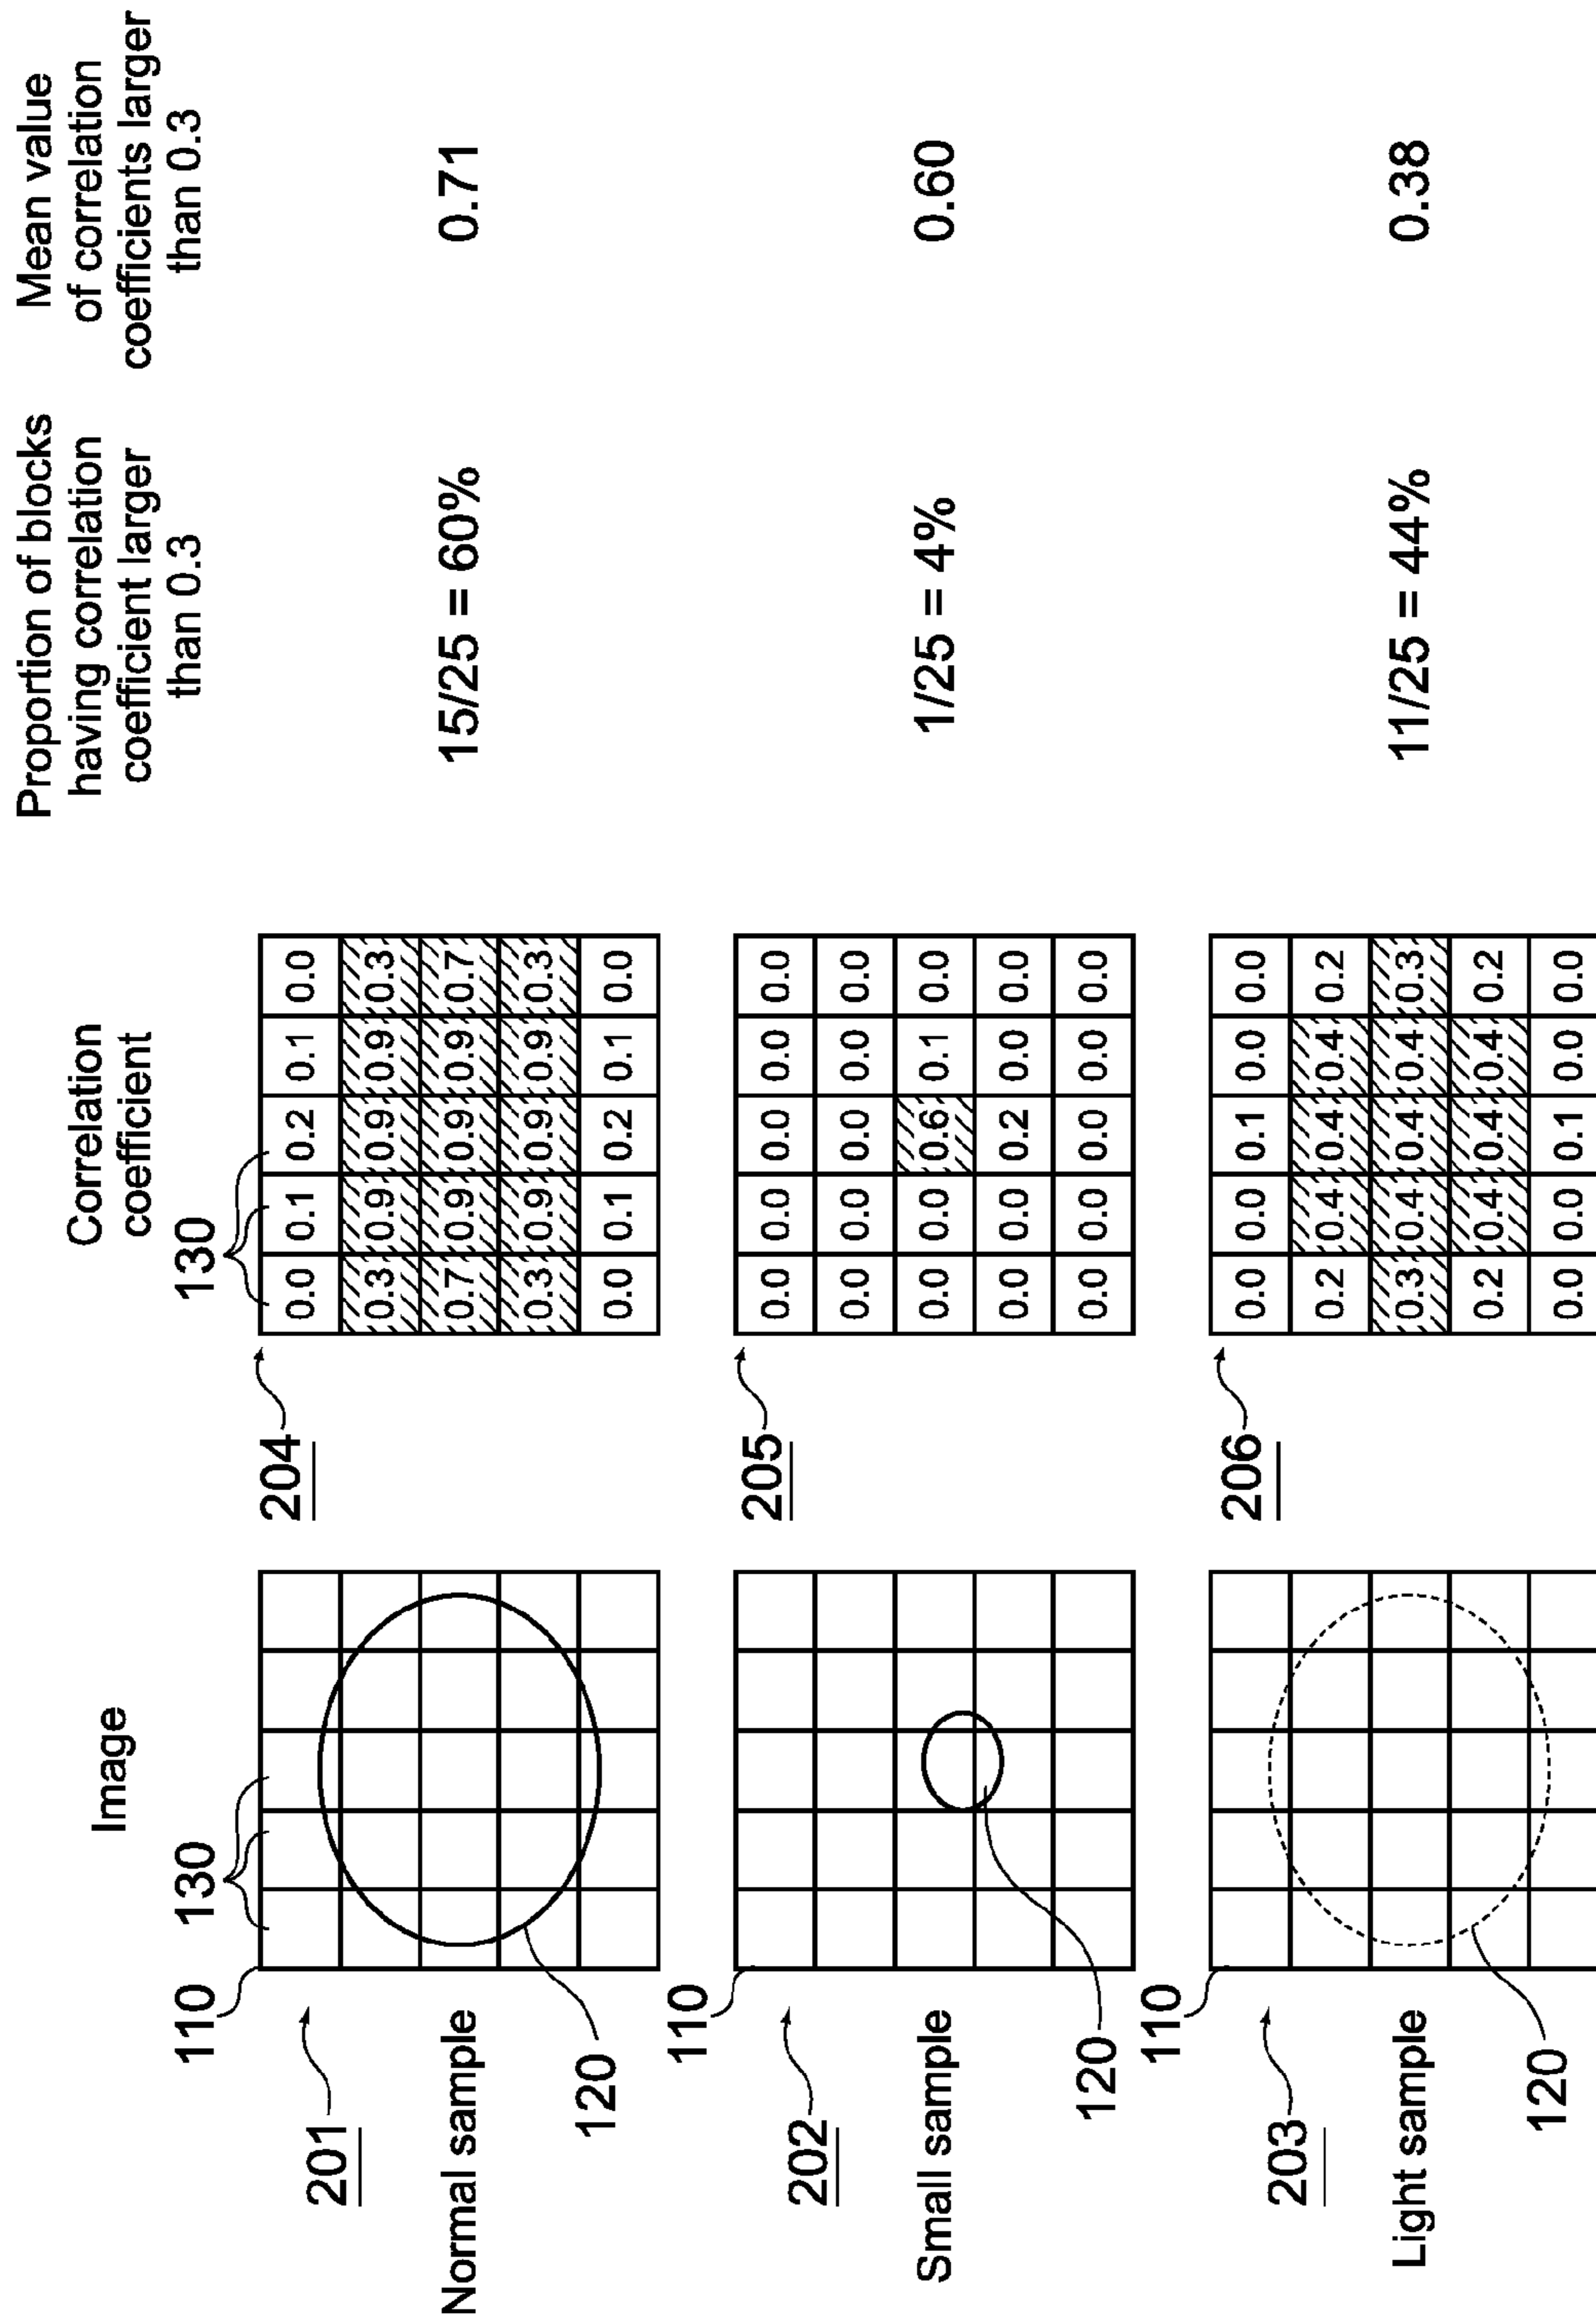 Image
Correlation
coefficient
Proportion of blocks
having correlation
coefficient larger
than 0.3
Mean value
of correlation
coefficients larger
than 0.3
110
130
130
201
204
0.0 0.1 0.2 0.1 0.0
0.3 0.9 0.9 0.9 0.3
0.7 0.9 0.9 0.9 0.7
0.3 0.9 0.9 0.9 0.3
0.0 0.1 0.2 0.1 0.0
Normal sample
15/25 = 60%
0.71
120
110
202
205
0.0 0.0 0.0 0.0 0.0
0.0 0.0 0.0 0.0 0.0
0.0 0.0 0.6 0.1 0.0
0.0 0.0 0.2 0.0 0.0
0.0 0.0 0.0 0.0 0.0
Small sample
1/25 = 4%
0.60
120
110
203
206
0.0 0.0 0.1 0.0 0.0
0.2 0.4 0.4 0.4 0.2
0.3 0.4 0.4 0.4 0.3
0.2 0.4 0.4 0.4 0.2
0.0 0.0 0.1 0.0 0.0
Light sample
11/25 = 44%
0.38
120